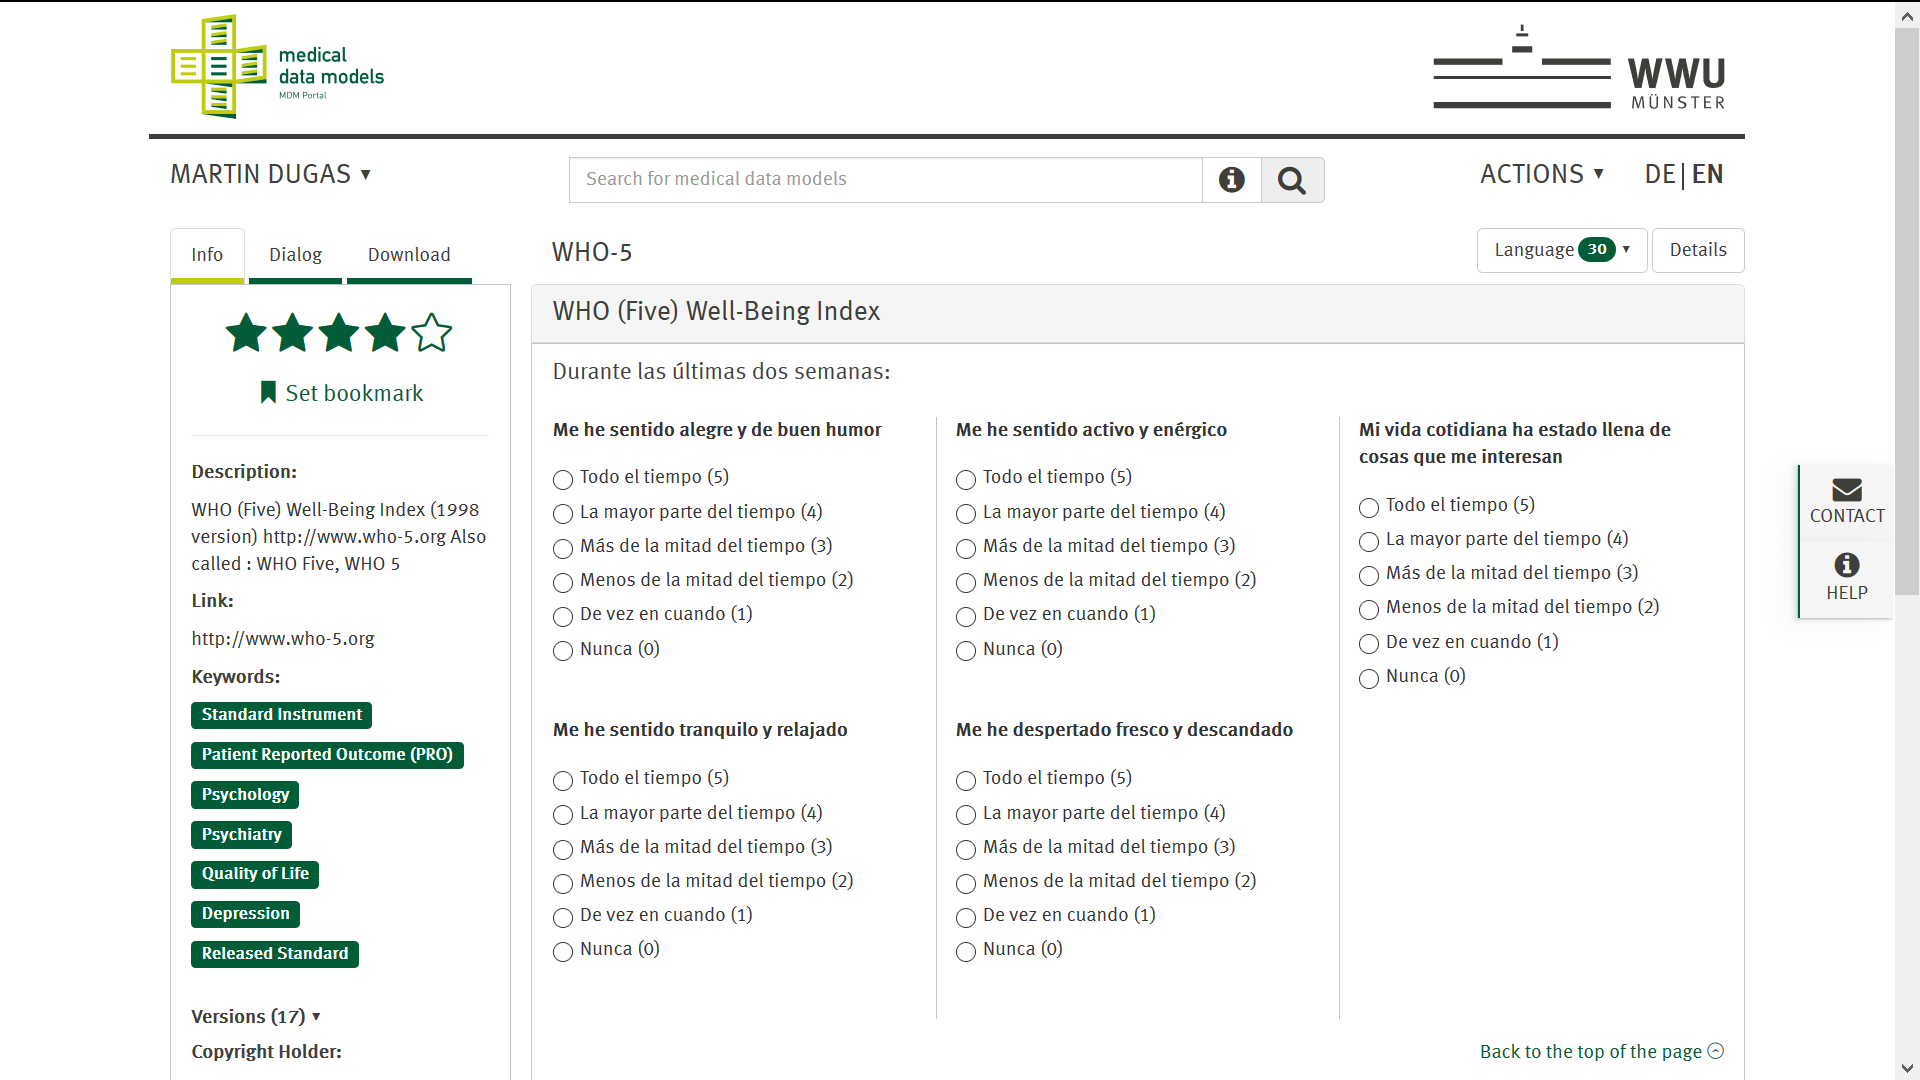 medical
data models
MDM Portal
WWU
MÜNSTER
MARTIN DUGAS ▼
Search for medical data models
ACTIONS ▼
DE | EN
Info
Dialog
Download
WHO-5
Language 30 ▼
Details
Set bookmark
Description:
WHO (Five) Well-Being Index (1998
version) http://www.who-5.org Also
called : WHO Five, WHO 5
Link:
http://www.who-5.org
Keywords:
Standard Instrument
Patient Reported Outcome (PRO)
Psychology
Psychiatry
Quality of Life
Depression
Released Standard
Versions (17) ▼
Copyright Holder:
WHO (Five) Well-Being Index
Durante las últimas dos semanas:
Me he sentido alegre y de buen humor
Todo el tiempo (5)
La mayor parte del tiempo (4)
Más de la mitad del tiempo (3)
Menos de la mitad del tiempo (2)
De vez en cuando (1)
Nunca (0)
Me he sentido activo y enérgico
Todo el tiempo (5)
La mayor parte del tiempo (4)
Más de la mitad del tiempo (3)
Menos de la mitad del tiempo (2)
De vez en cuando (1)
Nunca (0)
Mi vida cotidiana ha estado llena de
cosas que me interesan
Todo el tiempo (5)
La mayor parte del tiempo (4)
Más de la mitad del tiempo (3)
Menos de la mitad del tiempo (2)
De vez en cuando (1)
Nunca (0)
Me he sentido tranquilo y relajado
Todo el tiempo (5)
La mayor parte del tiempo (4)
Más de la mitad del tiempo (3)
Menos de la mitad del tiempo (2)
De vez en cuando (1)
Nunca (0)
Me he despertado fresco y descandado
Todo el tiempo (5)
La mayor parte del tiempo (4)
Más de la mitad del tiempo (3)
Menos de la mitad del tiempo (2)
De vez en cuando (1)
Nunca (0)
Back to the top of the page
CONTACT
HELP